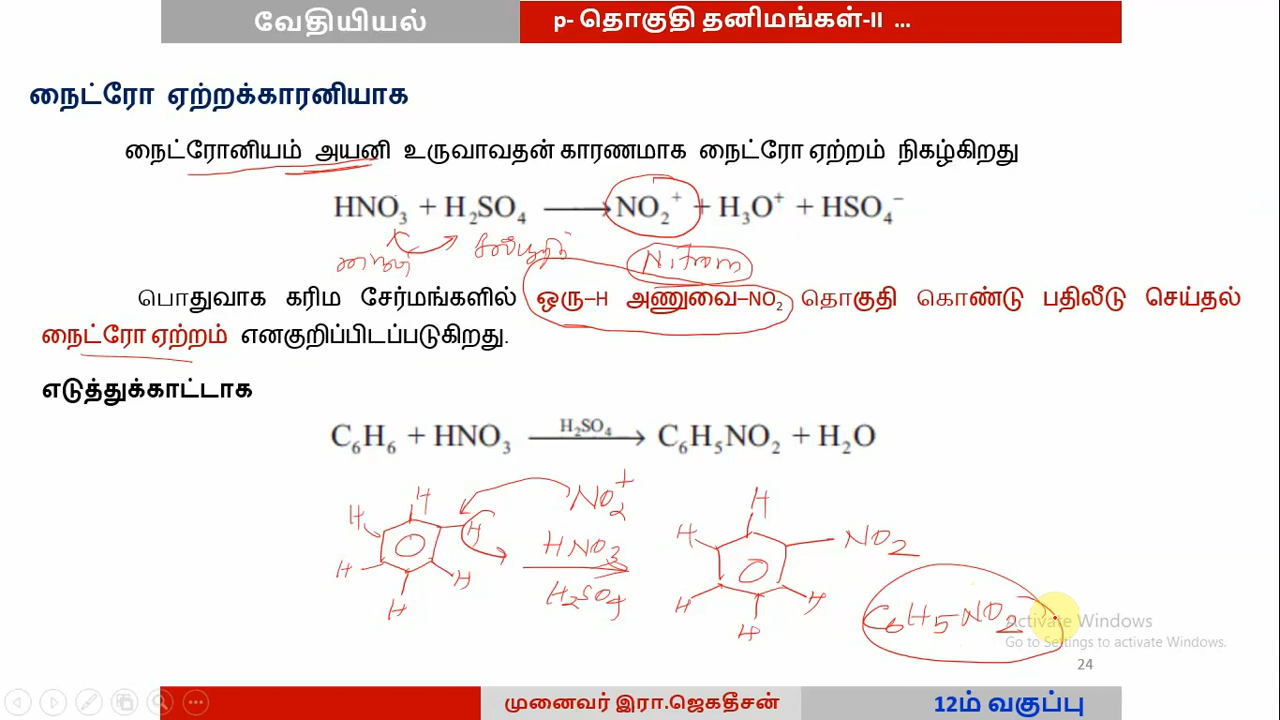 வேதியியல்
p- தொகுதி தனிமங்கள்-II ...
நைட்ரோ ஏற்றக்காரனியாக
நைட்ரோனியம் அயனி உருவாவதன் காரணமாக நைட்ரோ ஏற்றம் நிகழ்கிறது
HNO₃ + H₂SO₄ ⟶ NO₂⁺ + H₃O⁺ + HSO₄⁻
பொதுவாக கரிம சேர்மங்களில் ஒரு–H அணுவை–NO₂ தொகுதி கொண்டு பதிலீடு செய்தல்
நைட்ரோ ஏற்றம் எனகுறிப்பிடப்படுகிறது.
எடுத்துக்காட்டாக
H₂SO₄
C₆H₆ + HNO₃ ⟶ C₆H₅NO₂ + H₂O
NO₂⁺
H H H H H H
HNO₃
H₂SO₄
H H H H H NO₂
C₆H₅NO₂
Activate Windows
Go to Settings to activate Windows.
24
முனைவர் இரா.ஜெகதீசன்
12ம் வகுப்பு